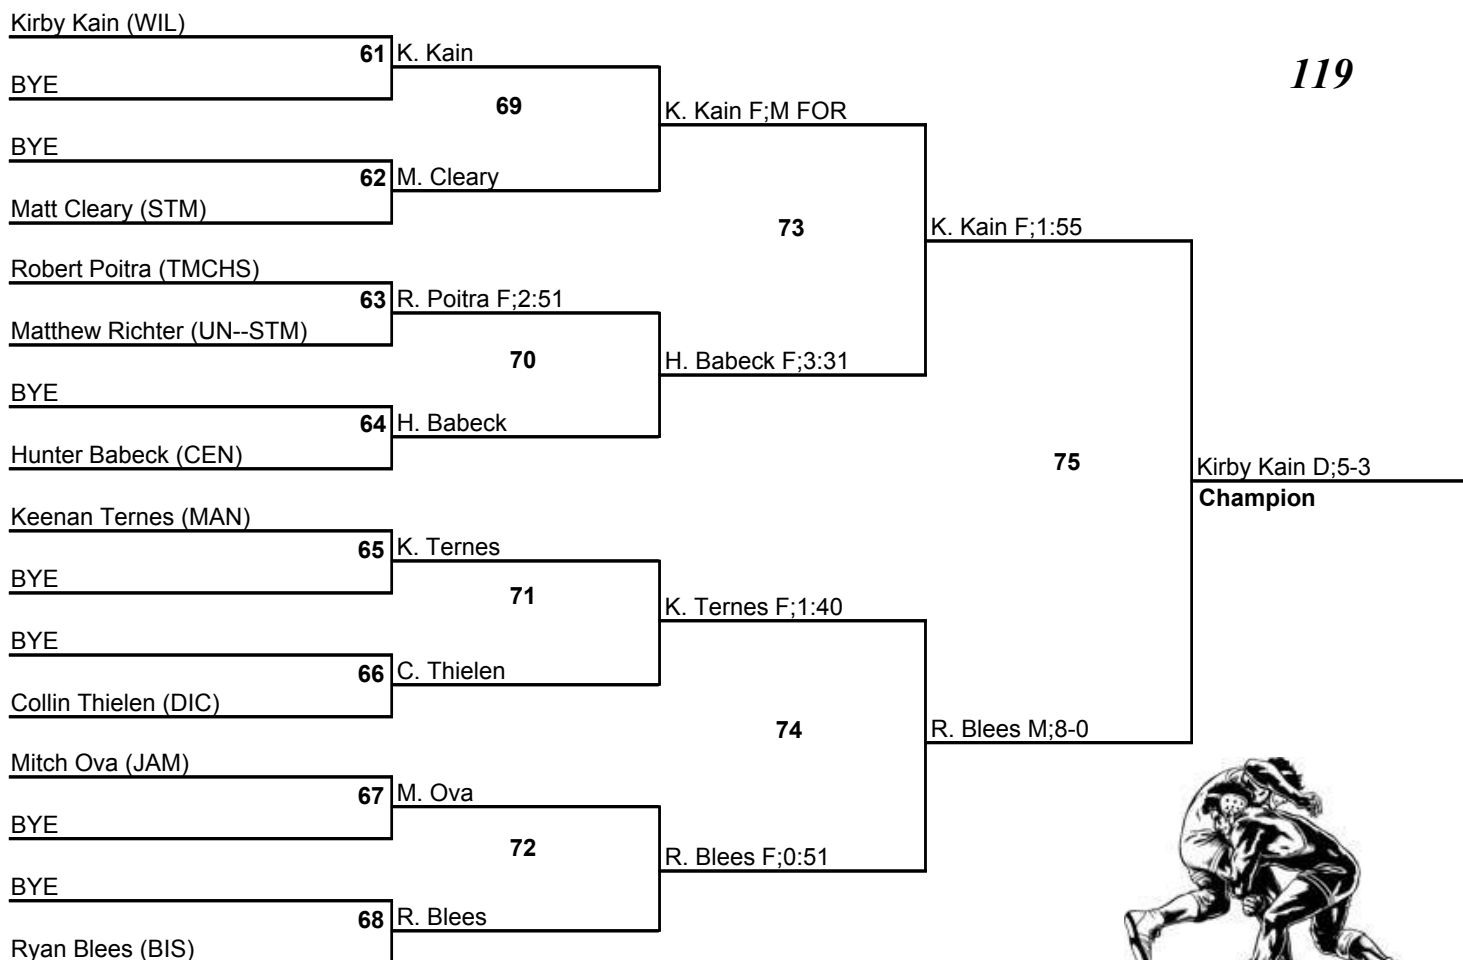 Kirby Kain (WIL)
61 K. Kain
BYE
119
69
K. Kain F;M FOR
BYE
62 M. Cleary
Matt Cleary (STM)
73
K. Kain F;1:55
Robert Poitra (TMCHS)
63 R. Poitra F;2:51
Matthew Richter (UN--STM)
70
H. Babeck F;3:31
BYE
64 H. Babeck
Hunter Babeck (CEN)
75
Kirby Kain D;5-3
Champion
Keenan Ternes (MAN)
65 K. Ternes
BYE
71
K. Ternes F;1:40
BYE
66 C. Thielen
Collin Thielen (DIC)
74
R. Blees M;8-0
Mitch Ova (JAM)
67 M. Ova
BYE
72
R. Blees F;0:51
BYE
68 R. Blees
Ryan Blees (BIS)